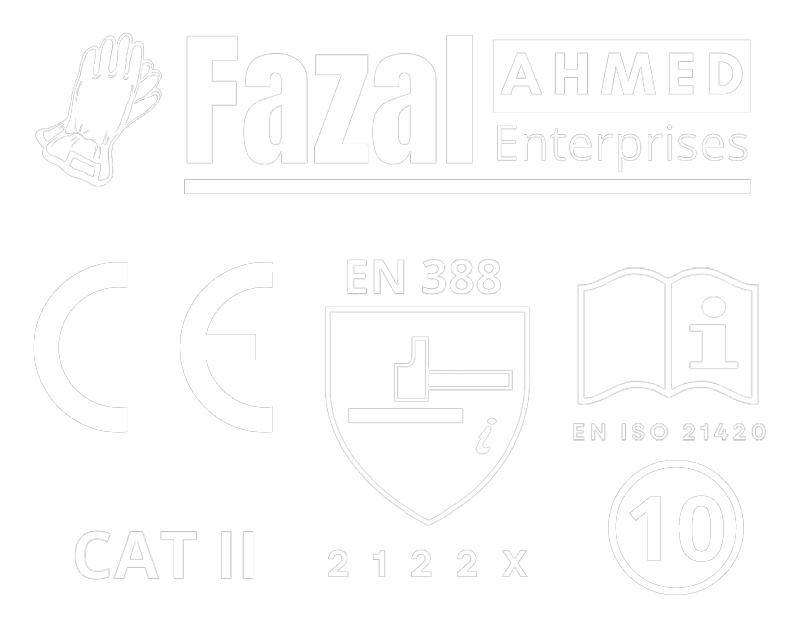 Fazal AHMED
Enterprises
CE
EN 388
i
i
EN ISO 21420
CAT II
2 1 2 2 X
10